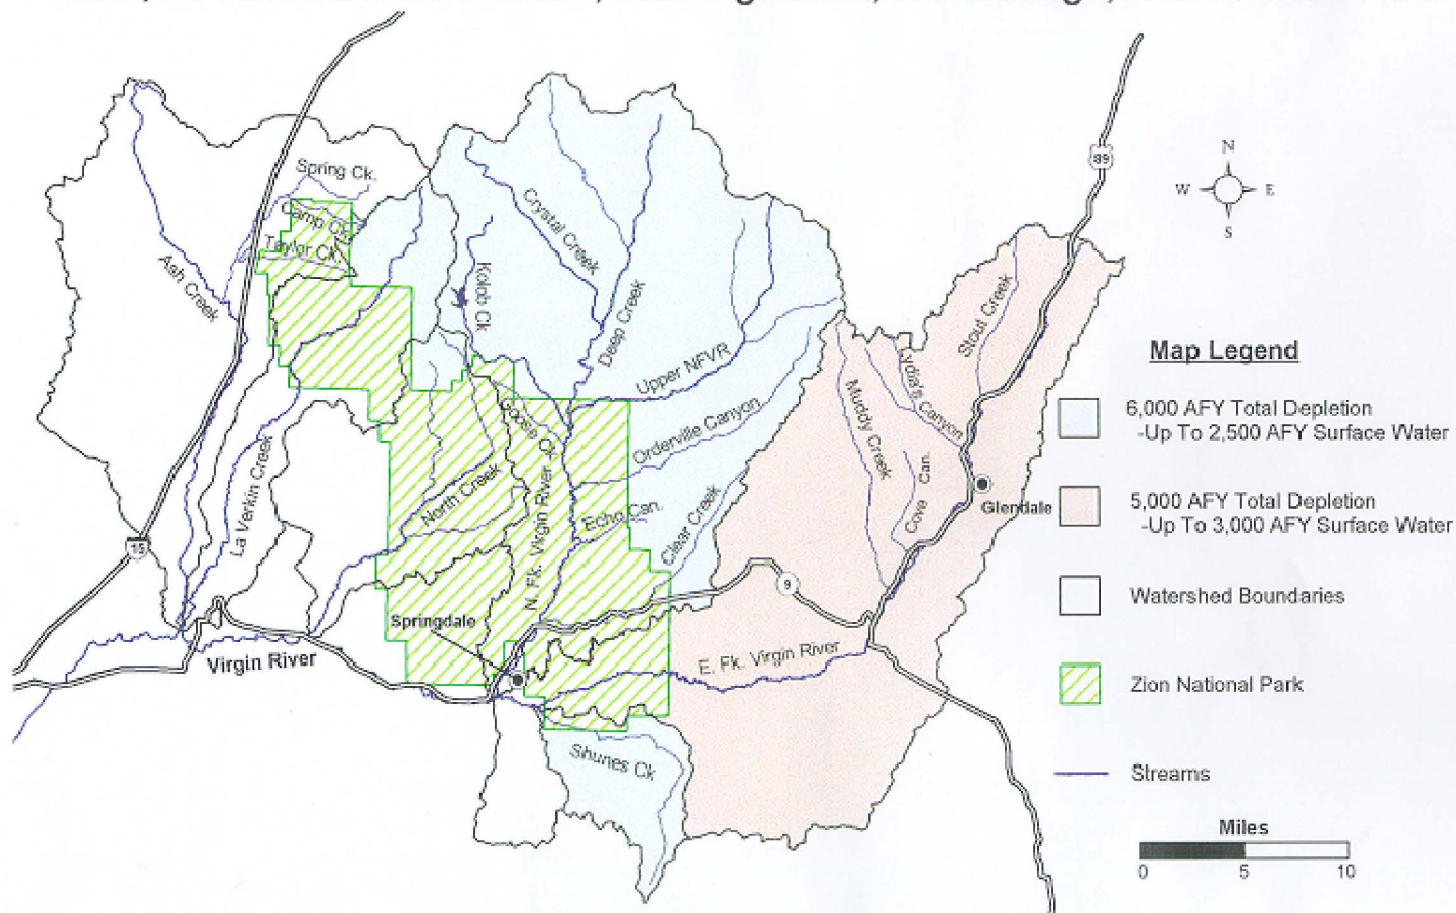 N
W
E
S
89
Spring Ck.
Camp Ck.
Taylor Ck.
Ash Creek
Kolob Ck
Crystal Creek
Deep Creek
Upper NFVR
Stout Creek
Lydia's Canyon
Muddy Creek
Cove Can.
Goose Ck
Orderville Canyon
North Creek
La Verkin Creek
Echo Can.
Clear Creek
N. Fk. Virgin River
Glendale
15
9
Springdale
Virgin River
E. Fk. Virgin River
Shunes Ck
Map Legend
6,000 AFY Total Depletion
-Up To 2,500 AFY Surface Water
5,000 AFY Total Depletion
-Up To 3,000 AFY Surface Water
Watershed Boundaries
Zion National Park
Streams
Miles
0 5 10